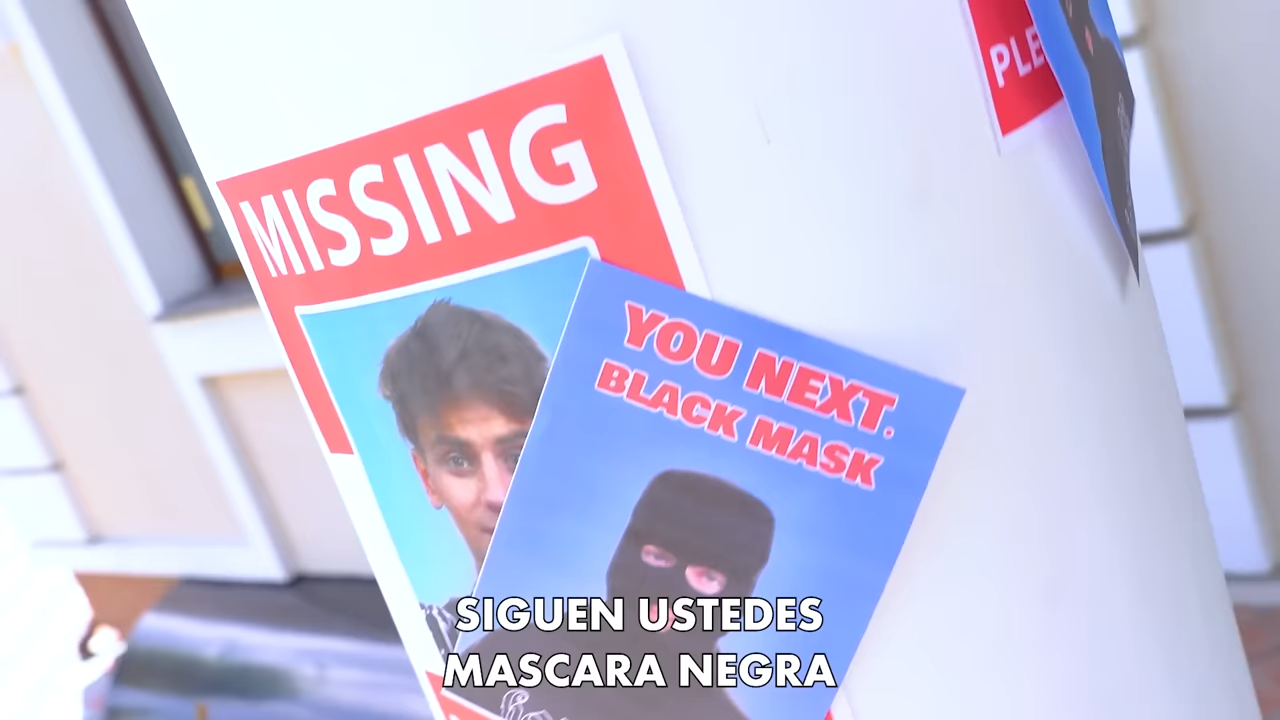 MISSING
PLE
YOU NEXT.
BLACK MASK
SIGUEN USTEDES
MASCARA NEGRA